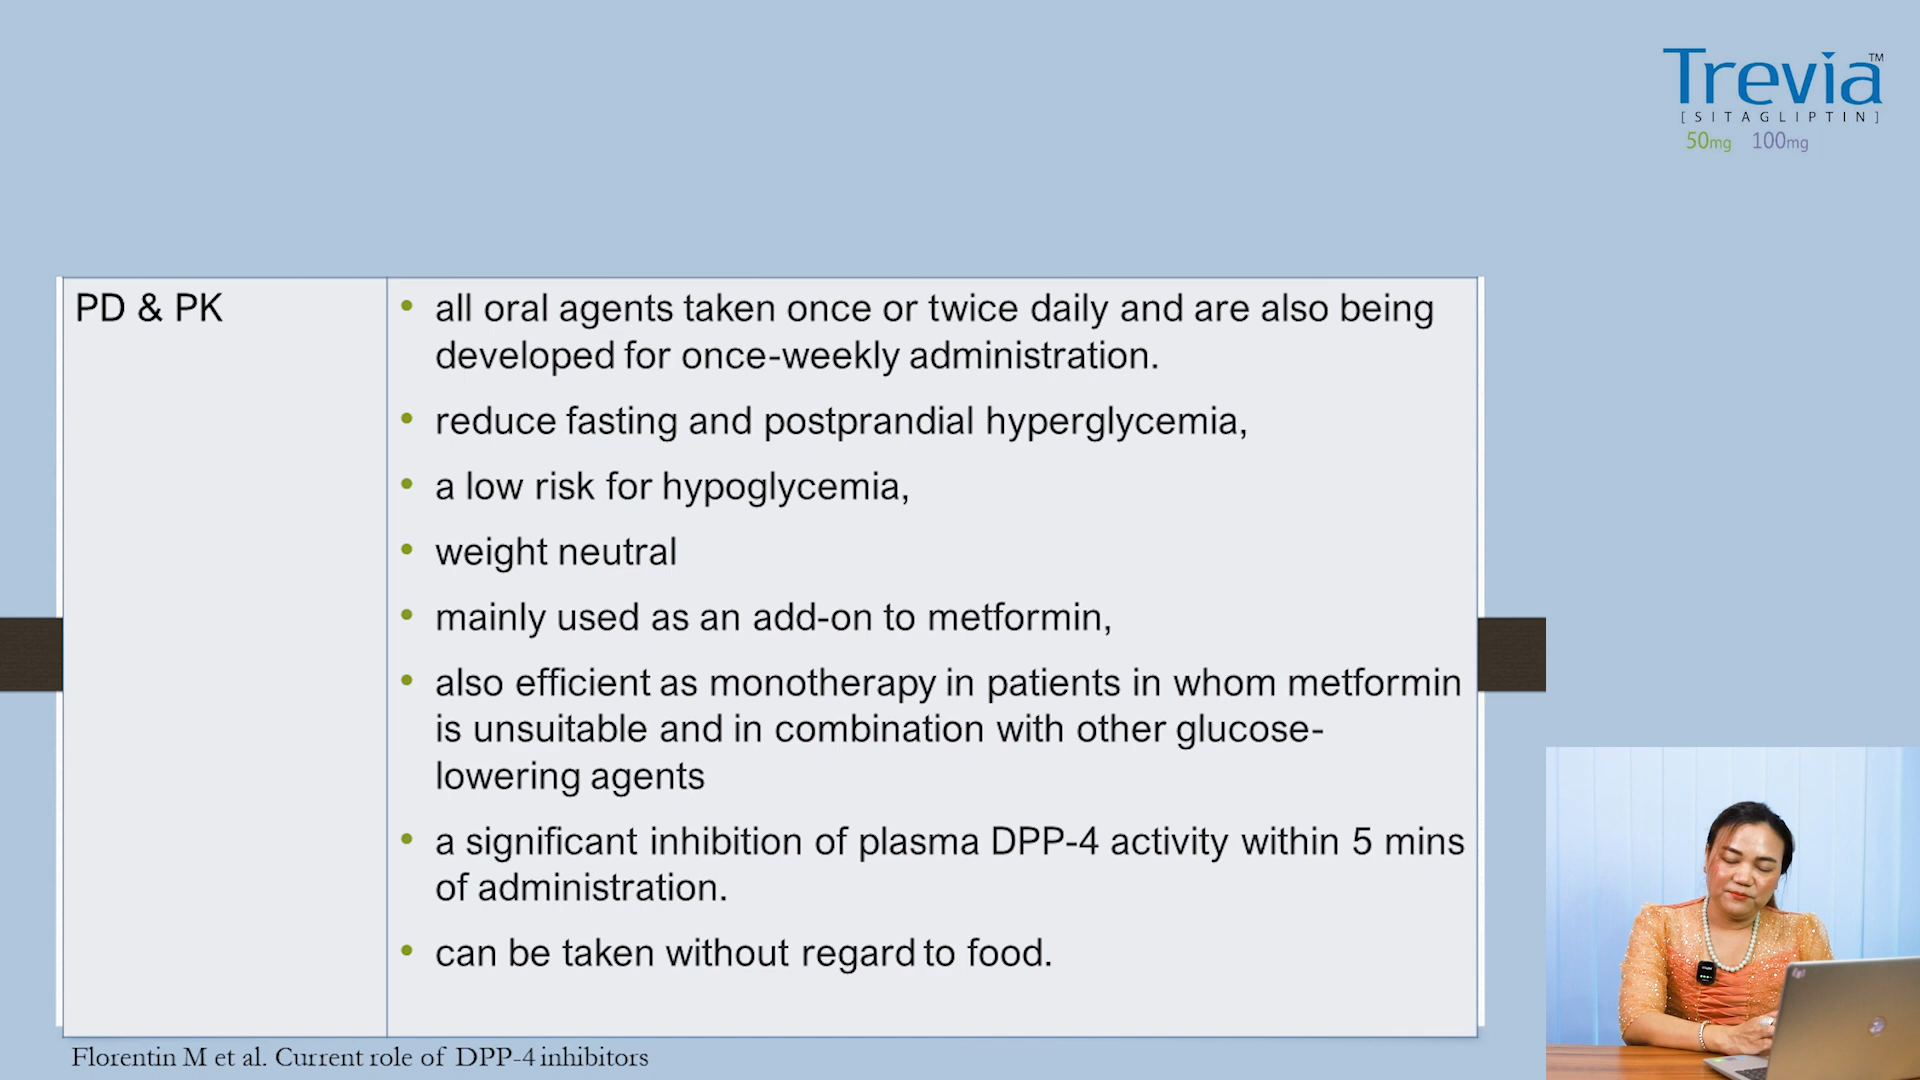 Trevia™
[SITAGLIPTIN]
50mg 100mg
PD & PK
• all oral agents taken once or twice daily and are also being
developed for once-weekly administration.
• reduce fasting and postprandial hyperglycemia,
• a low risk for hypoglycemia,
• weight neutral
• mainly used as an add-on to metformin,
• also efficient as monotherapy in patients in whom metformin
is unsuitable and in combination with other glucose-
lowering agents
• a significant inhibition of plasma DPP-4 activity within 5 mins
of administration.
• can be taken without regard to food.
Florentin M et al. Current role of DPP-4 inhibitors